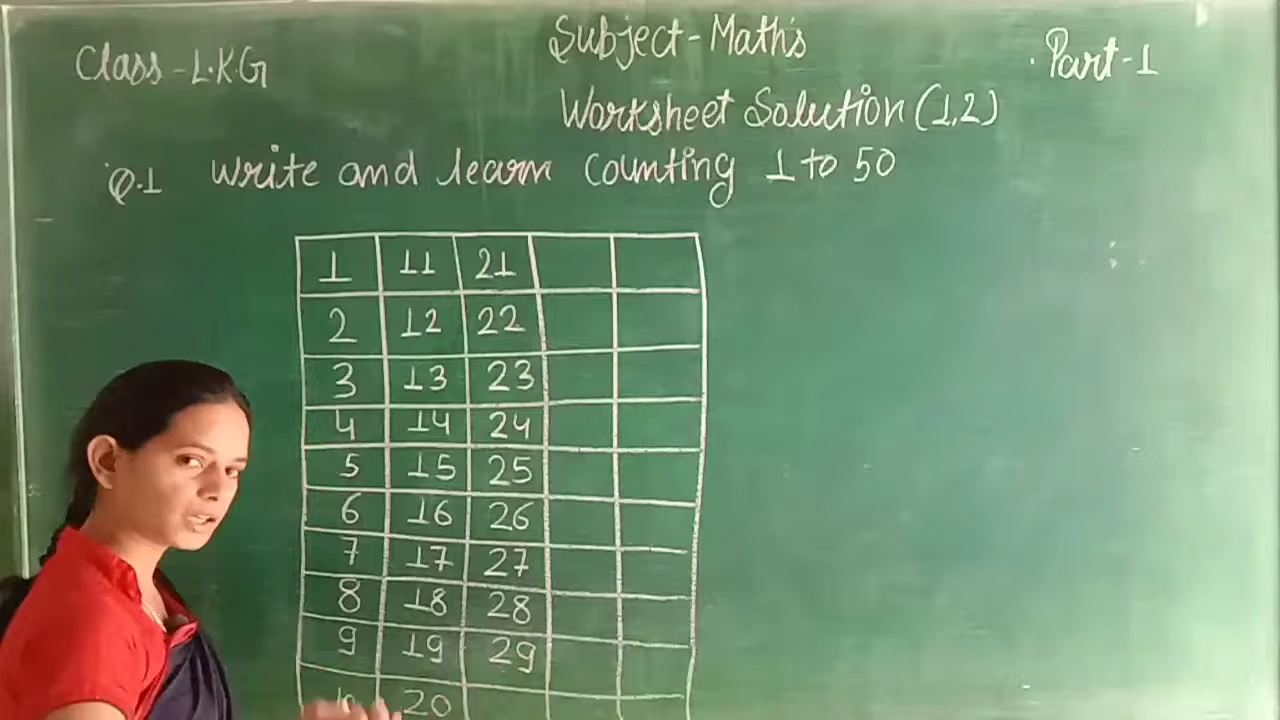 Class - L.K.G
Subject - Math's
Part - 1
Worksheet Solution (1,2)
Q.1 Write and learn counting 1 to 50
1 11 21
2 12 22
3 13 23
4 14 24
5 15 25
6 16 26
7 17 27
8 18 28
9 19 29
10 20